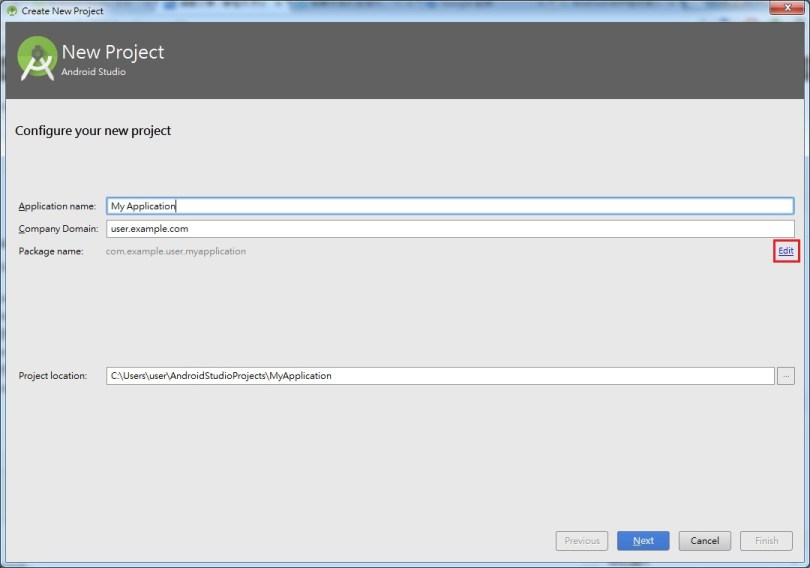 Create New Project
New Project
Android Studio
Configure your new project
Application name: My Application
Company Domain: user.example.com
Package name: com.example.user.myapplication Edit
Project location: C:\Users\user\AndroidStudioProjects\MyApplication ...
Previous Next Cancel Finish